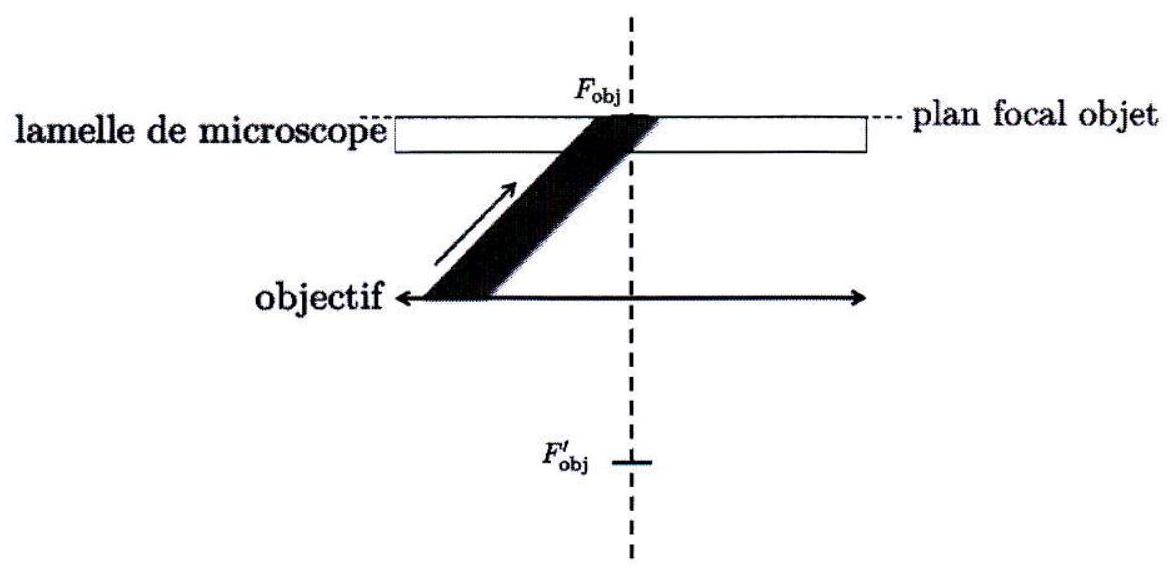 F_obj
lamelle de microscope
plan focal objet
objectif
F'_obj